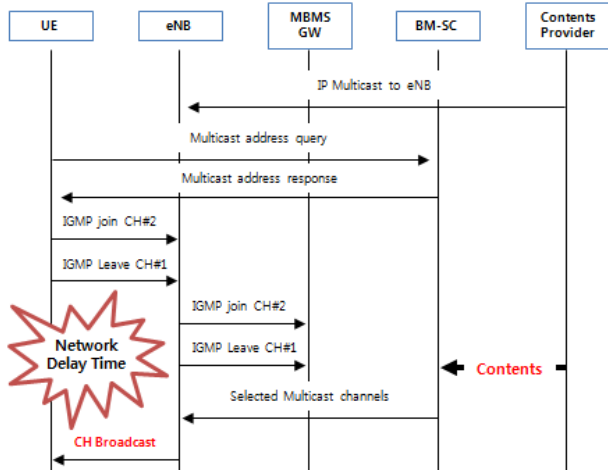 UE
eNB
MBMS
GW
BM-SC
Contents
Provider
IP Multicast to eNB
Multicast address query
Multicast address response
IGMP join CH#2
IGMP Leave CH#1
IGMP join CH#2
Network
Delay Time
IGMP Leave CH#1
Contents
Selected Multicast channels
CH Broadcast